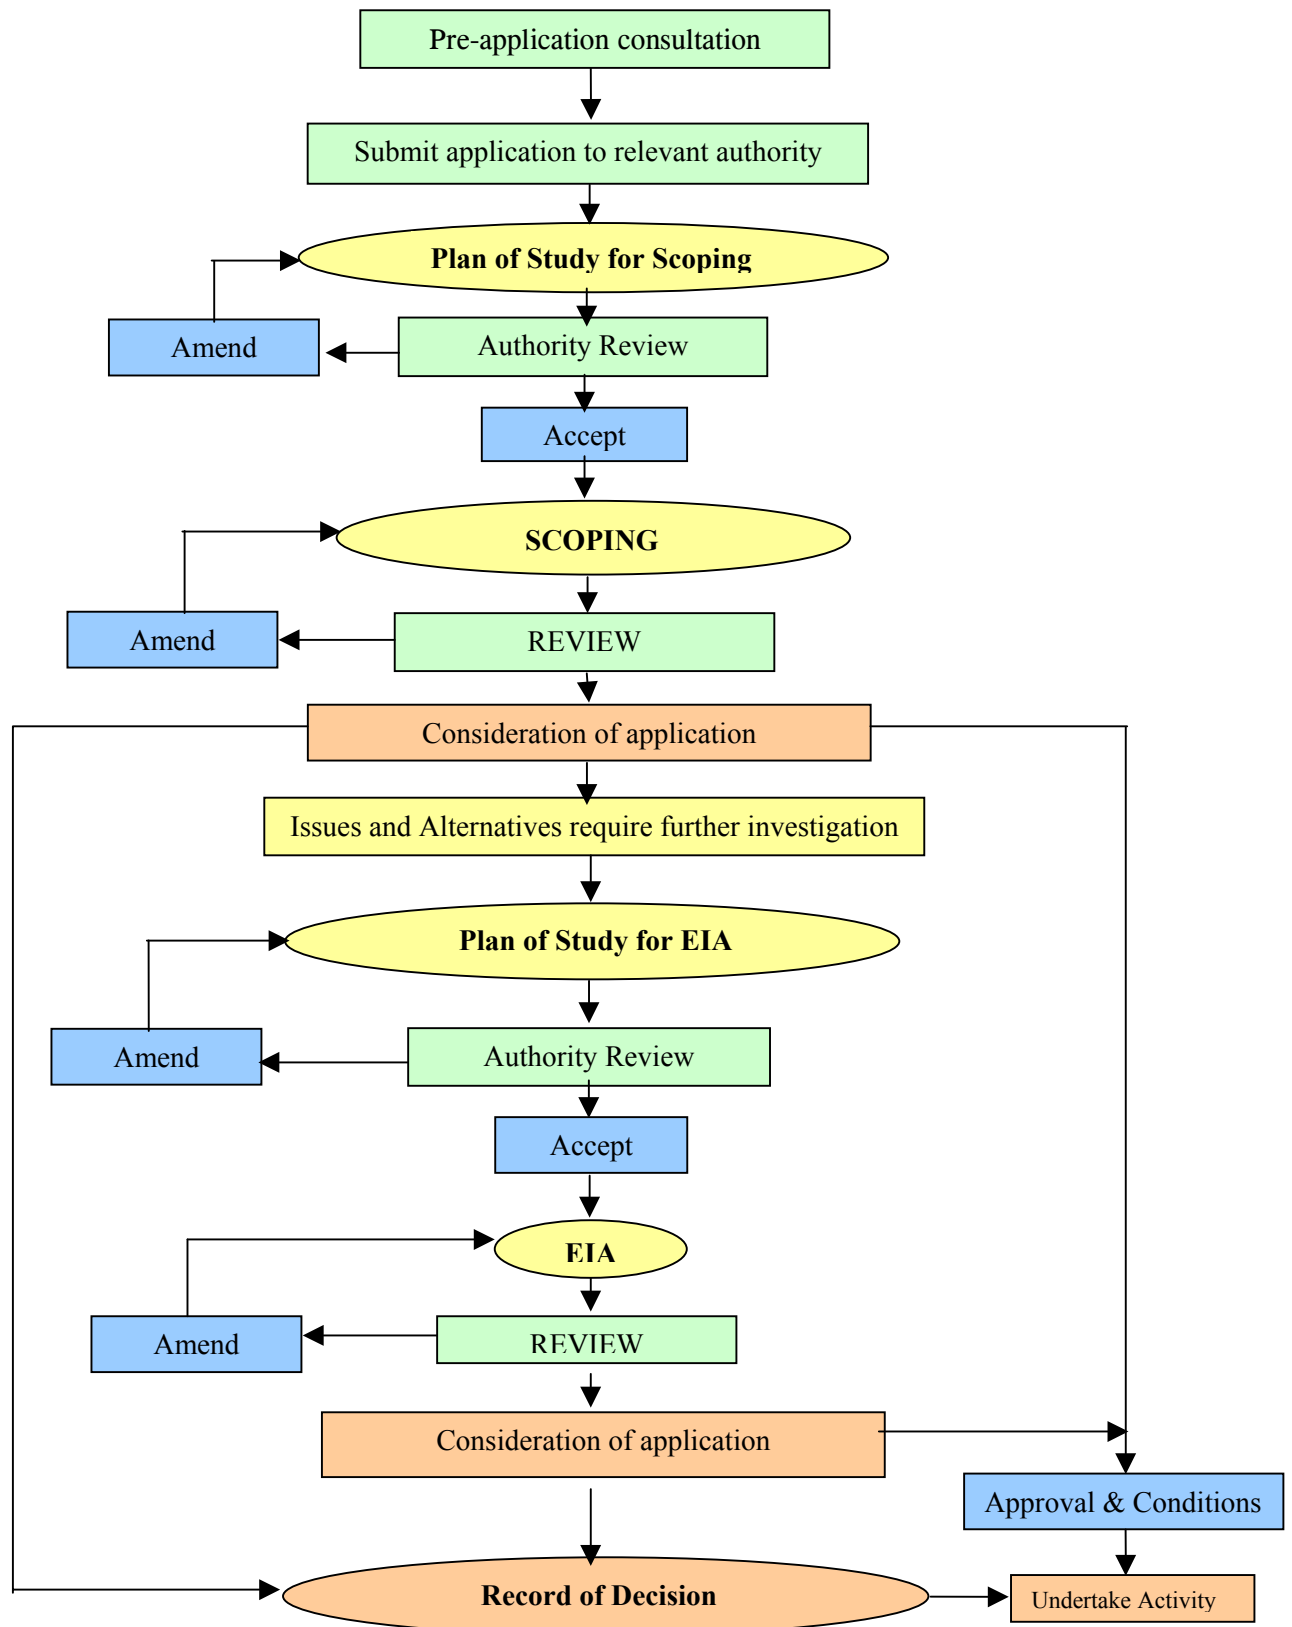 Pre-application consultation
Submit application to relevant authority
Plan of Study for Scoping
Amend
Authority Review
Accept
SCOPING
Amend
REVIEW
Consideration of application
Issues and Alternatives require further investigation
Plan of Study for EIA
Amend
Authority Review
Accept
EIA
Amend
REVIEW
Consideration of application
Approval & Conditions
Record of Decision
Undertake Activity